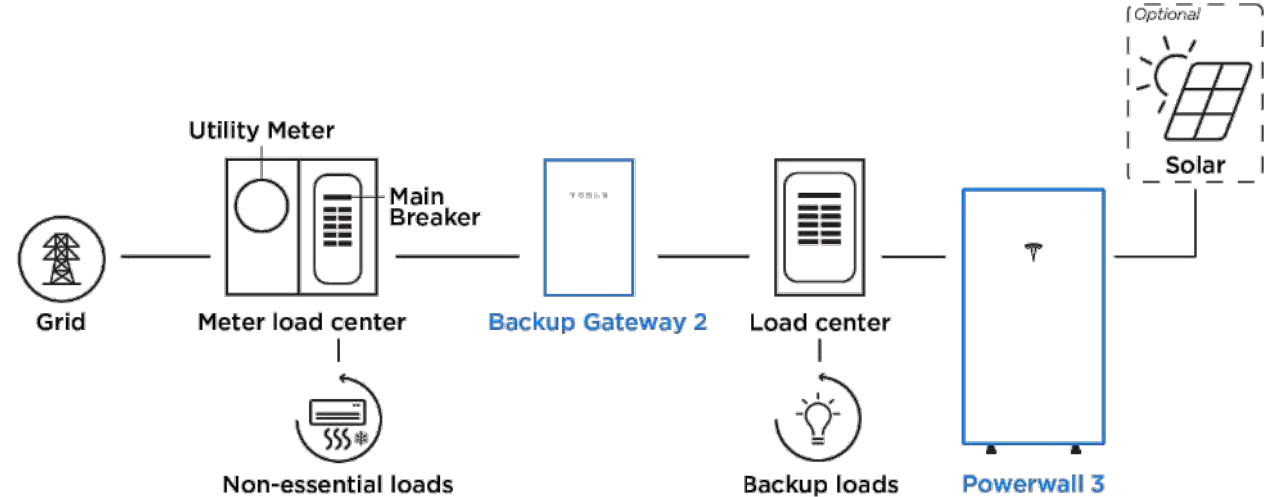 Optional
Solar
Utility Meter
Main
Breaker
TESLA
Grid
Meter load center
Backup Gateway 2
Load center
Non-essential loads
Backup loads
Powerwall 3